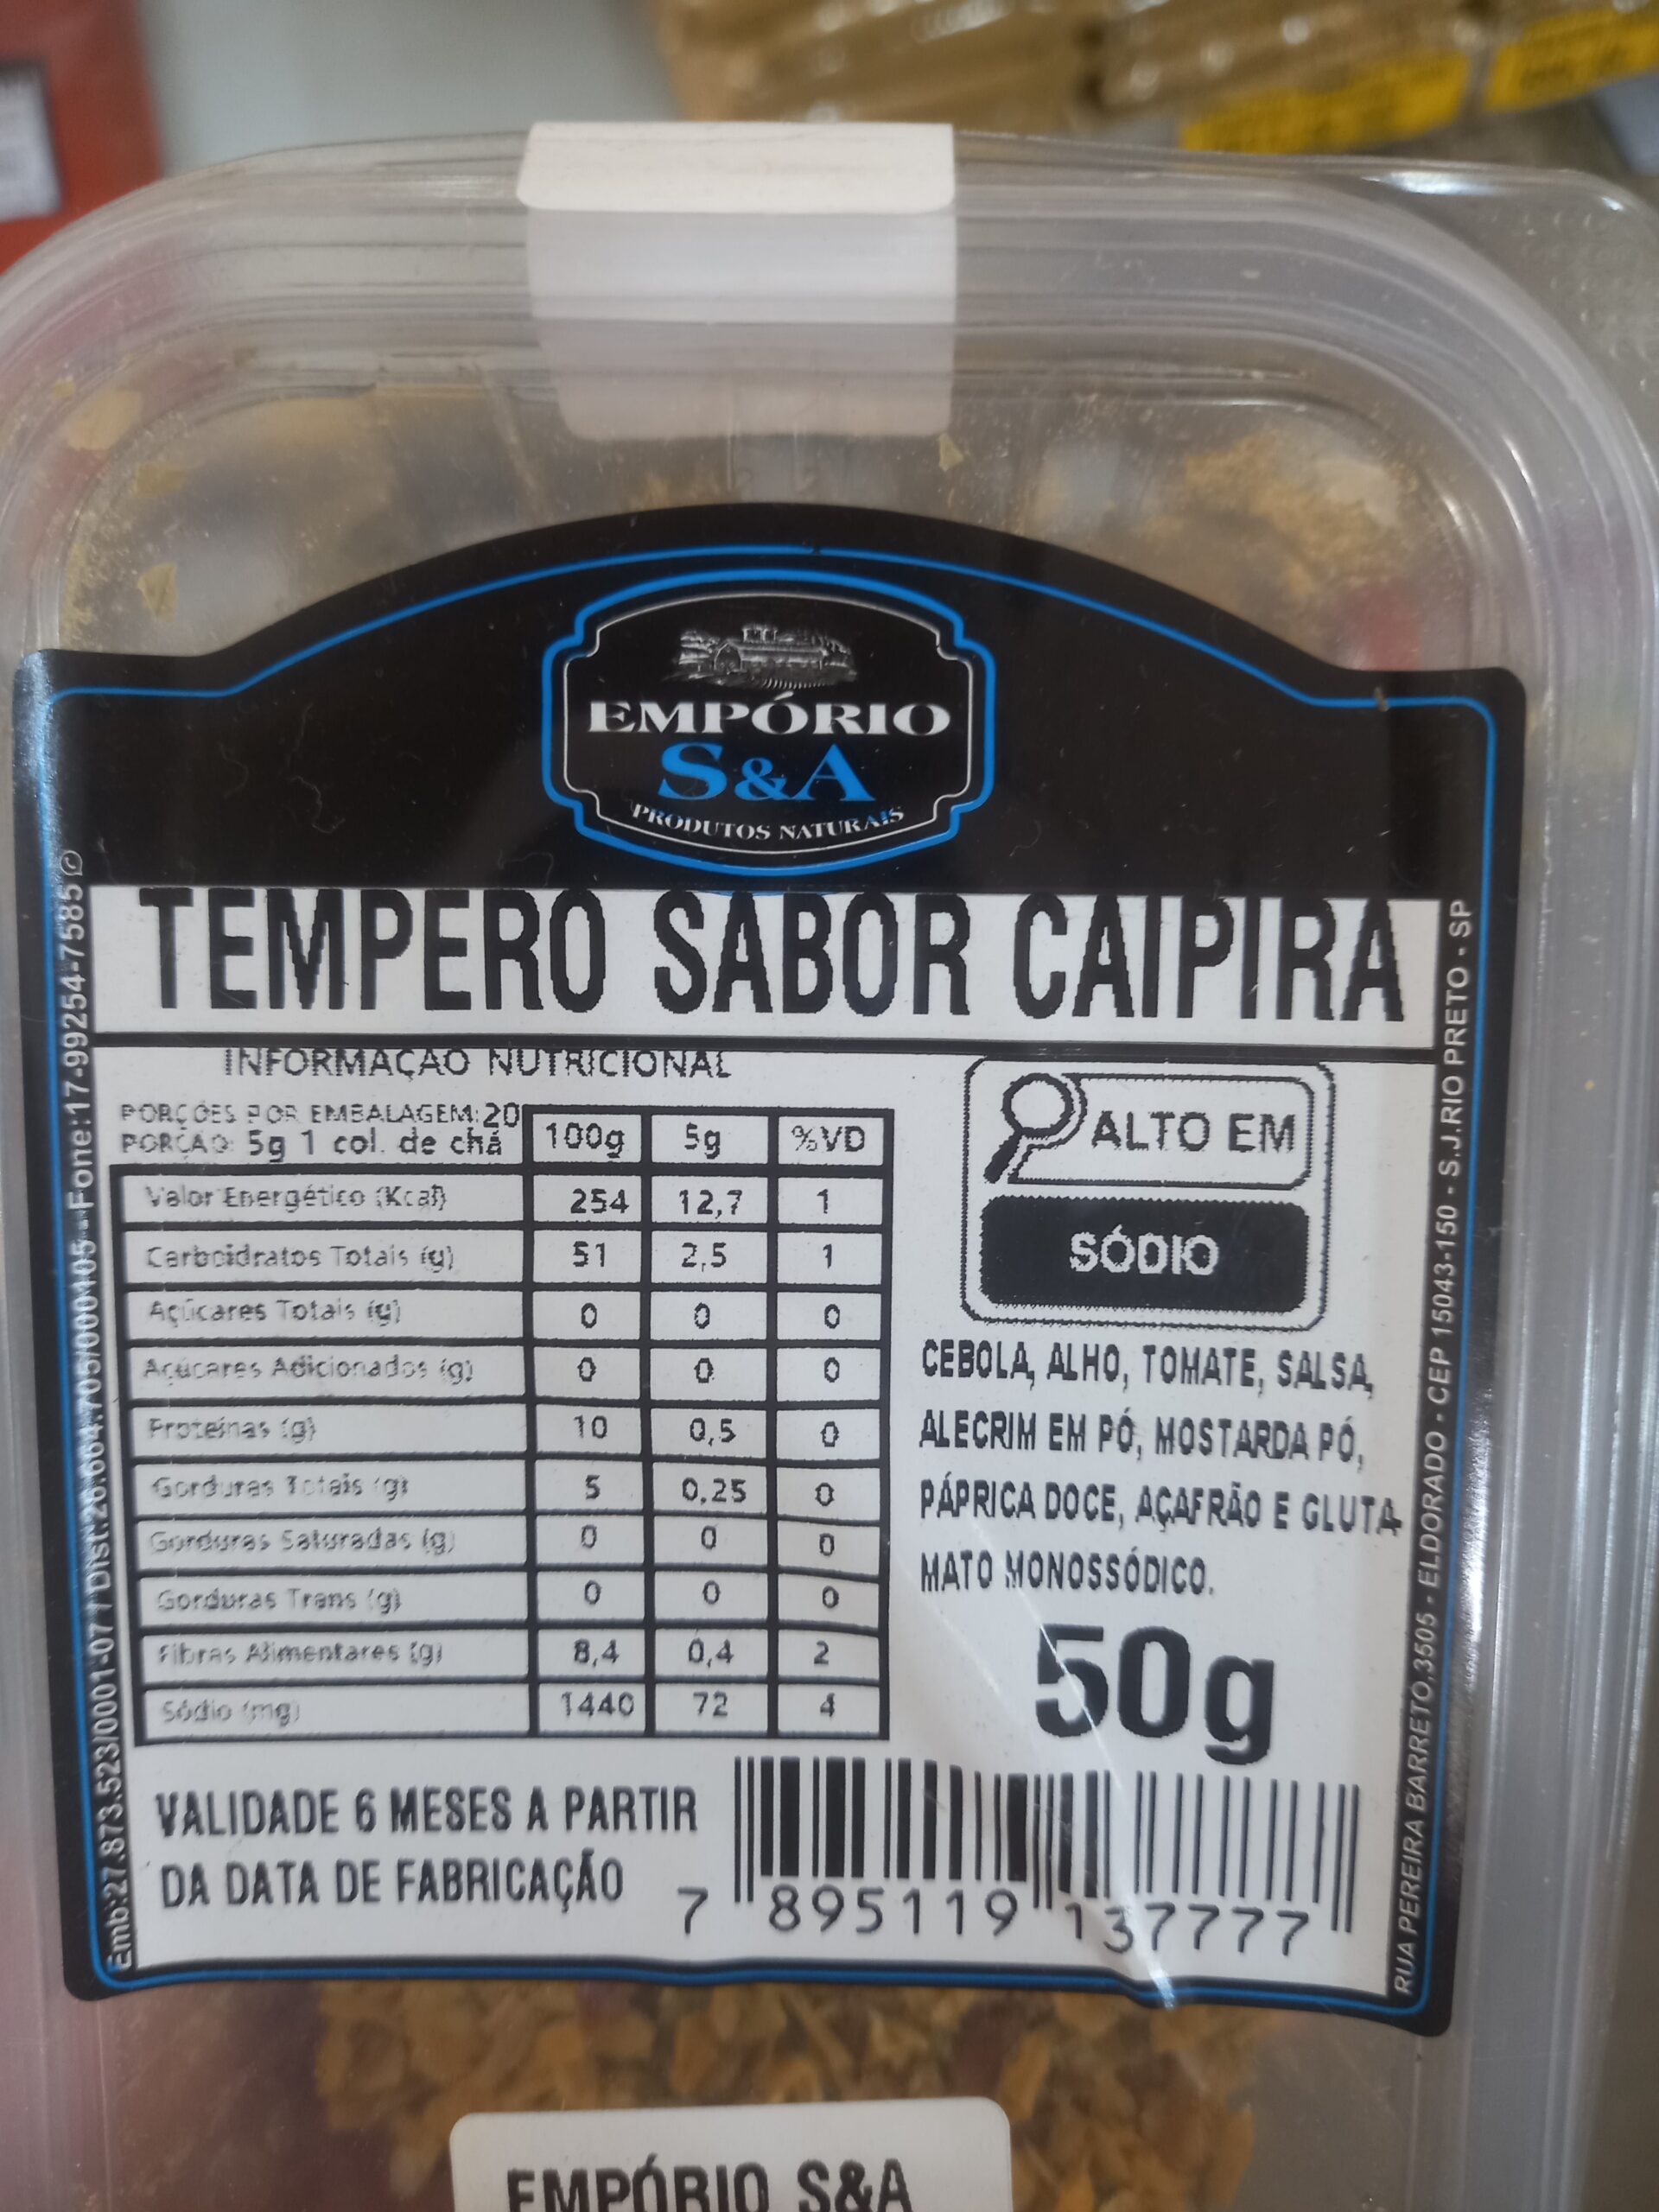 EMPÓRIO
S&A
PRODUTOS NATURAIS
TEMPERO SABOR CAIPIRA
INFORMAÇÃO NUTRICIONAL
PORÇÕES POR EMBALAGEM:20
PORÇÃO: 5g 1 col. de chá
100g 5g %VD
Valor Energético (Kcal) 254 12,7 1
Carboidratos Totais (g) 51 2,5 1
Açúcares Totais (g) 0 0 0
Açúcares Adicionados (g) 0 0 0
Proteínas (g) 10 0,5 0
Gorduras Totais (g) 5 0,25 0
Gorduras Saturadas (g) 0 0 0
Gorduras Trans (g) 0 0 0
Fibras Alimentares (g) 8,4 0,4 2
Sódio (mg) 1440 72 4
ALTO EM
SÓDIO
CEBOLA, ALHO, TOMATE, SALSA,
ALECRIM EM PÓ, MOSTARDA PÓ,
PÁPRICA DOCE, AÇAFRÃO E GLUTA-
MATO MONOSSÓDICO.
50g
VALIDADE 6 MESES A PARTIR
DA DATA DE FABRICAÇÃO
7 895119 137777
Emb:27.873.523/0001-07 / Dist:26.664.705/000105 - Fone:17-99254-7585
RUA PEREIRA BARRETO,3505 - ELDORADO - CEP 15043-150 - S.J.RIO PRETO - SP
EMPÓRIO S&A